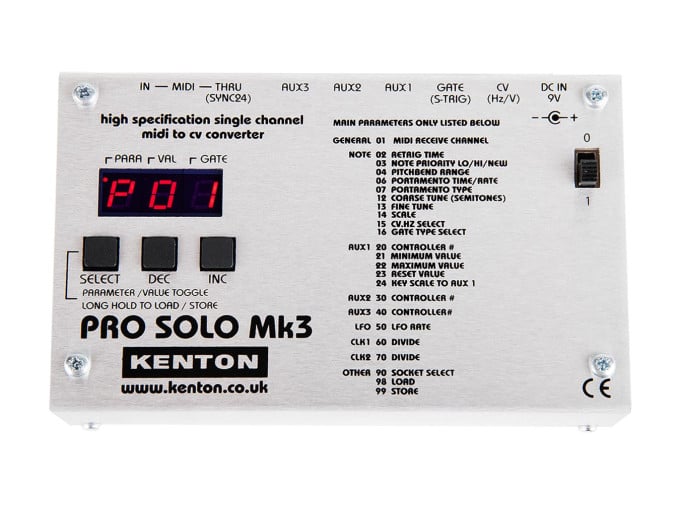 IN — MIDI — THRU
(SYNC24)
AUX3
AUX2
AUX1
GATE
(S-TRIG)
CV
(Hz/V)
DC IN
9V
- +
high specification single channel
midi to cv converter
PARA VAL GATE
P01
SELECT DEC INC
PARAMETER / VALUE TOGGLE
LONG HOLD TO LOAD / STORE
PRO SOLO Mk3
KENTON
www.kenton.co.uk
MAIN PARAMETERS ONLY LISTED BELOW
GENERAL 01 MIDI RECEIVE CHANNEL
NOTE 02 RETRIG TIME
03 NOTE PRIORITY LO/HI/NEW
04 PITCHBEND RANGE
06 PORTAMENTO TIME/RATE
07 PORTAMENTO TYPE
12 COARSE TUNE (SEMITONES)
13 FINE TUNE
14 SCALE
15 CV.HZ SELECT
16 GATE TYPE SELECT
AUX1 20 CONTROLLER #
21 MINIMUM VALUE
22 MAXIMUM VALUE
23 RESET VALUE
24 KEY SCALE TO AUX 1
AUX2 30 CONTROLLER #
AUX3 40 CONTROLLER#
LFO 50 LFO RATE
CLK1 60 DIVIDE
CLK2 70 DIVIDE
OTHER 90 SOCKET SELECT
98 LOAD
99 STORE
0
1
CE